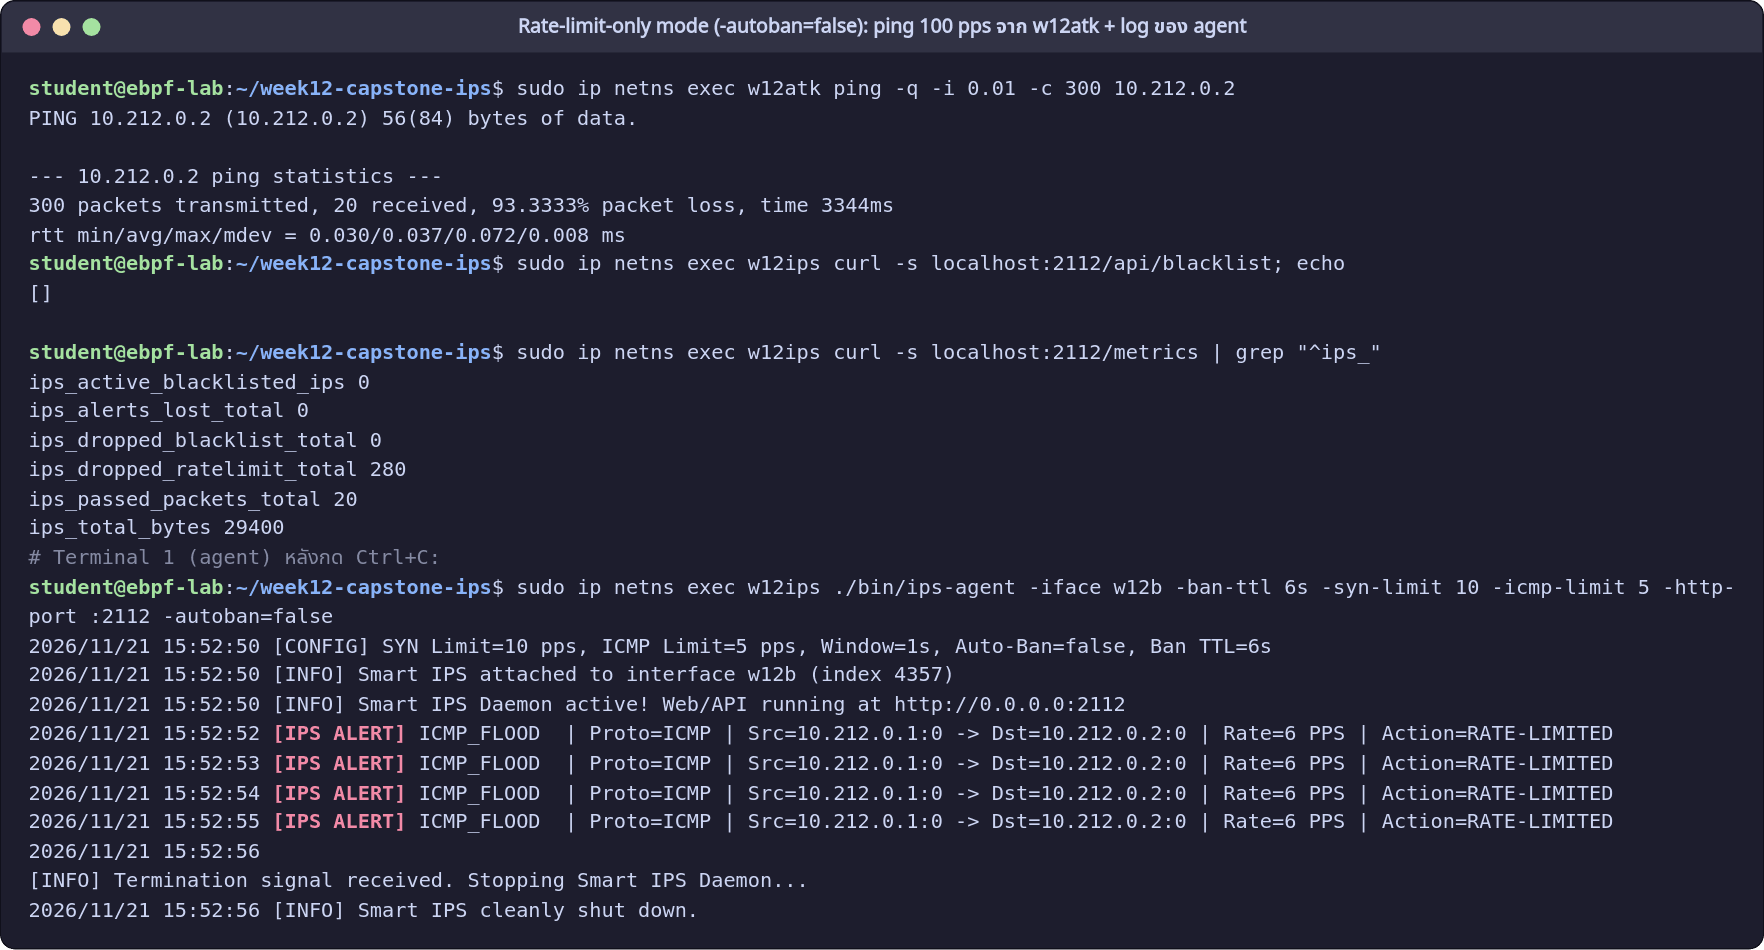 Rate-limit-only mode (-autoban=false): ping 100 pps จาก w12atk + log ของ agent
student@ebpf-lab:~/week12-capstone-ips$ sudo ip netns exec w12atk ping -q -i 0.01 -c 300 10.212.0.2
PING 10.212.0.2 (10.212.0.2) 56(84) bytes of data.
--- 10.212.0.2 ping statistics ---
300 packets transmitted, 20 received, 93.3333% packet loss, time 3344ms
rtt min/avg/max/mdev = 0.030/0.037/0.072/0.008 ms
student@ebpf-lab:~/week12-capstone-ips$ sudo ip netns exec w12ips curl -s localhost:2112/api/blacklist; echo
[]
student@ebpf-lab:~/week12-capstone-ips$ sudo ip netns exec w12ips curl -s localhost:2112/metrics | grep "^ips_"
ips_active_blacklisted_ips 0
ips_alerts_lost_total 0
ips_dropped_blacklist_total 0
ips_dropped_ratelimit_total 280
ips_passed_packets_total 20
ips_total_bytes 29400
# Terminal 1 (agent) หลังกด Ctrl+C:
student@ebpf-lab:~/week12-capstone-ips$ sudo ip netns exec w12ips ./bin/ips-agent -iface w12b -ban-ttl 6s -syn-limit 10 -icmp-limit 5 -http-
port :2112 -autoban=false
2026/11/21 15:52:50 [CONFIG] SYN Limit=10 pps, ICMP Limit=5 pps, Window=1s, Auto-Ban=false, Ban TTL=6s
2026/11/21 15:52:50 [INFO] Smart IPS attached to interface w12b (index 4357)
2026/11/21 15:52:50 [INFO] Smart IPS Daemon active! Web/API running at http://0.0.0.0:2112
2026/11/21 15:52:52 [IPS ALERT] ICMP_FLOOD  | Proto=ICMP | Src=10.212.0.1:0 -> Dst=10.212.0.2:0 | Rate=6 PPS | Action=RATE-LIMITED
2026/11/21 15:52:53 [IPS ALERT] ICMP_FLOOD  | Proto=ICMP | Src=10.212.0.1:0 -> Dst=10.212.0.2:0 | Rate=6 PPS | Action=RATE-LIMITED
2026/11/21 15:52:54 [IPS ALERT] ICMP_FLOOD  | Proto=ICMP | Src=10.212.0.1:0 -> Dst=10.212.0.2:0 | Rate=6 PPS | Action=RATE-LIMITED
2026/11/21 15:52:55 [IPS ALERT] ICMP_FLOOD  | Proto=ICMP | Src=10.212.0.1:0 -> Dst=10.212.0.2:0 | Rate=6 PPS | Action=RATE-LIMITED
2026/11/21 15:52:56
[INFO] Termination signal received. Stopping Smart IPS Daemon...
2026/11/21 15:52:56 [INFO] Smart IPS cleanly shut down.